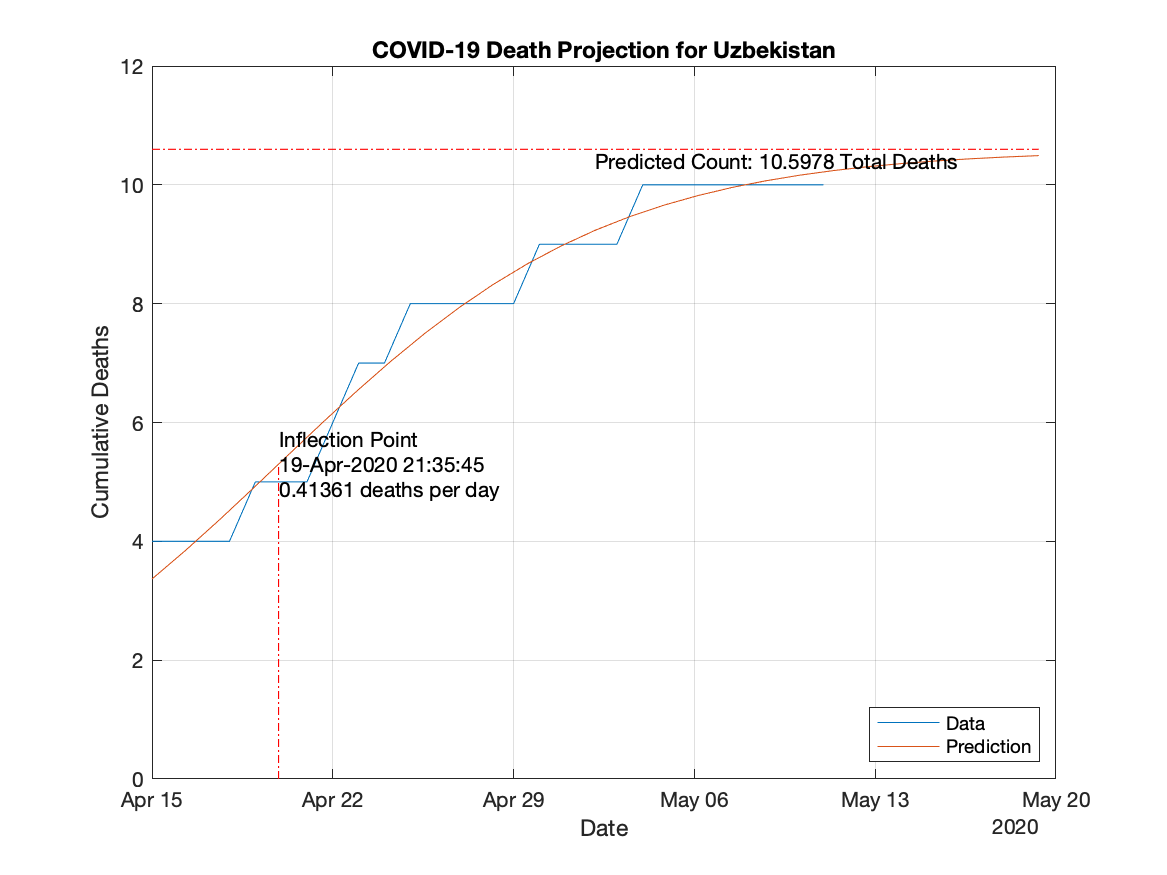 COVID-19 Death Projection for Uzbekistan
12
Predicted Count: 10.5978 Total Deaths
10
8
6
Inflection Point
19-Apr-2020 21:35:45
0.41361 deaths per day
4
2
0
Cumulative Deaths
Data
Prediction
Apr 15 Apr 22 Apr 29 May 06 May 13 May 20
Date
2020